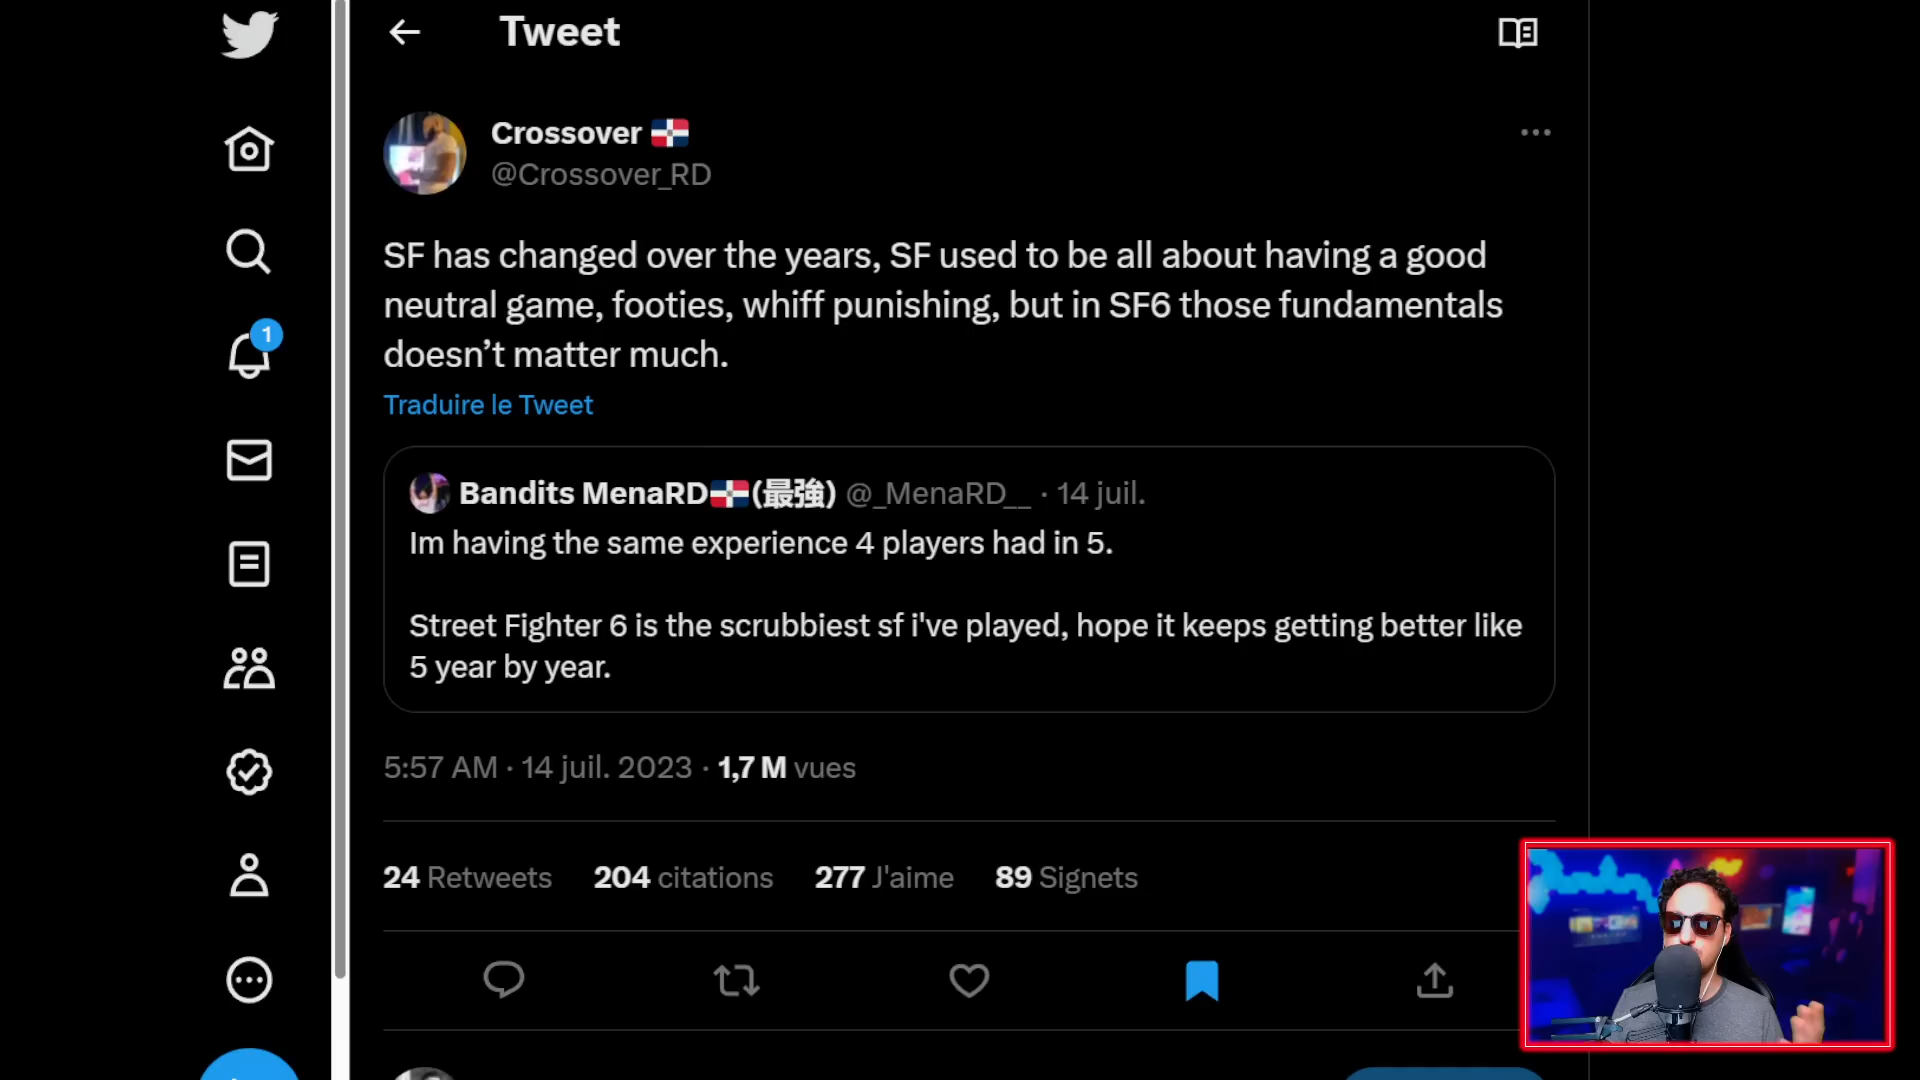 Tweet
Crossover 🇩🇴
@Crossover_RD
SF has changed over the years, SF used to be all about having a good
neutral game, footies, whiff punishing, but in SF6 those fundamentals
doesn’t matter much.
Traduire le Tweet
Bandits MenaRD🇩🇴(最強) @_MenaRD__ · 14 juil.
Im having the same experience 4 players had in 5.
Street Fighter 6 is the scrubbiest sf i've played, hope it keeps getting better like
5 year by year.
5:57 AM · 14 juil. 2023 · 1,7 M vues
24 Retweets 204 citations 277 J'aime 89 Signets
1